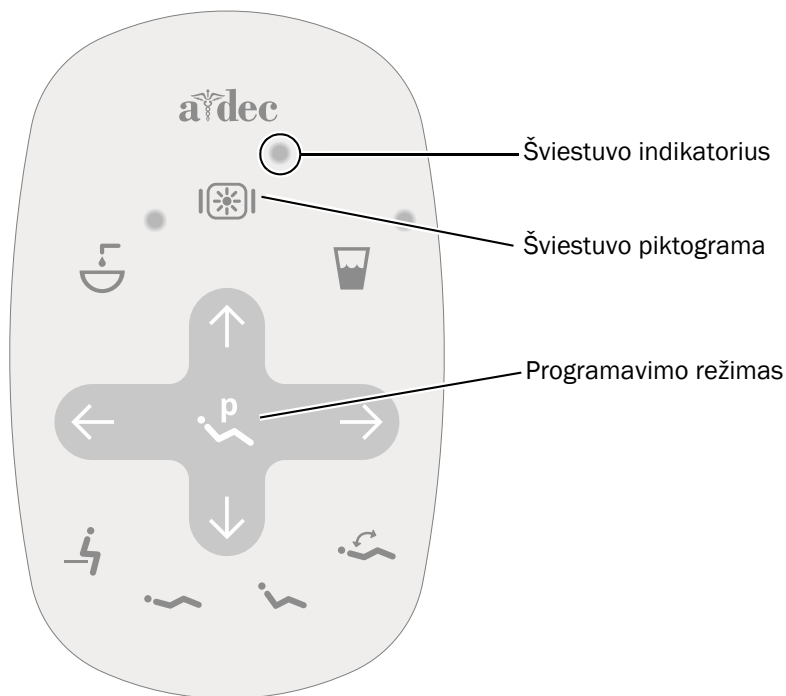 a dec
Šviestuvo indikatorius
Šviestuvo piktograma
Programavimo režimas
p